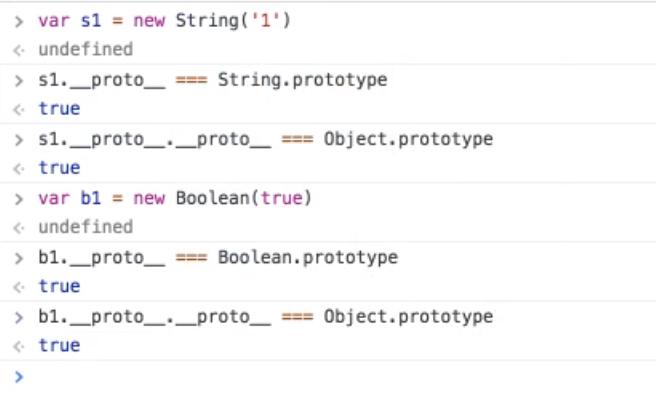 > var s1 = new String('1')
<· undefined
> s1.__proto__ === String.prototype
<· true
> s1.__proto__.__proto__ === Object.prototype
<· true
> var b1 = new Boolean(true)
<· undefined
> b1.__proto__ === Boolean.prototype
<· true
> b1.__proto__.__proto__ === Object.prototype
<· true
>